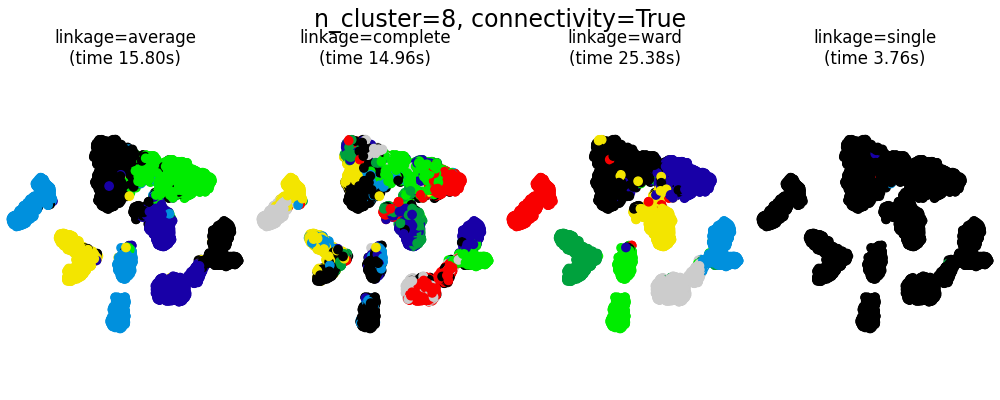 n_cluster=8, connectivity=True
linkage=average
(time 15.80s)
linkage=complete
(time 14.96s)
linkage=ward
(time 25.38s)
linkage=single
(time 3.76s)